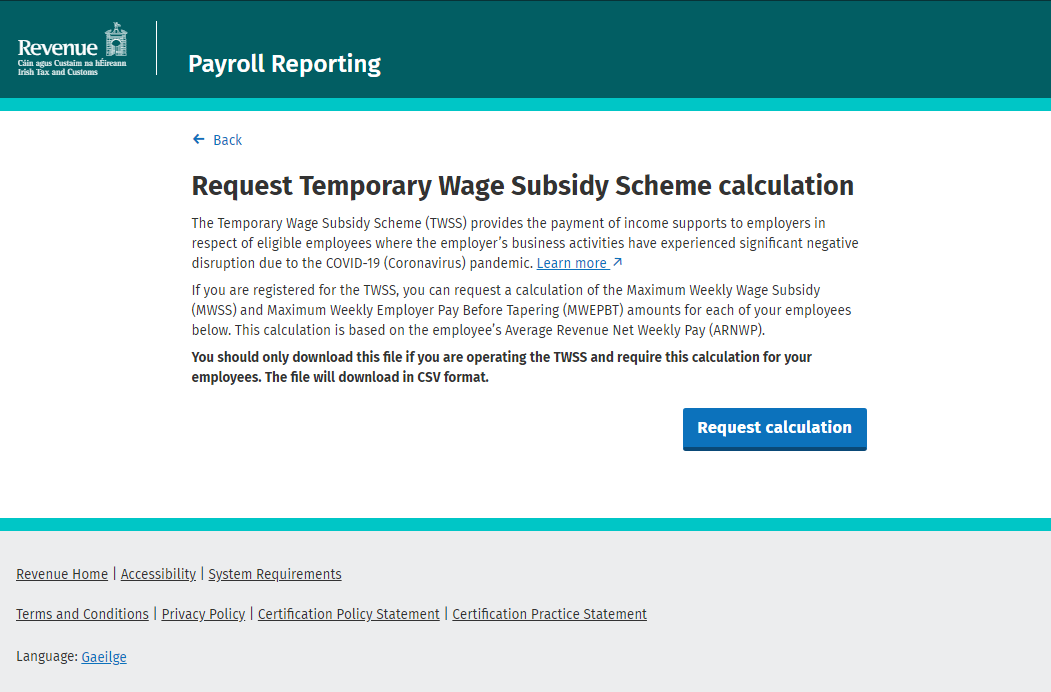 Revenue
Cáin agus Custaim na hÉireann
Irish Tax and Customs
Payroll Reporting
Back
Request Temporary Wage Subsidy Scheme calculation
The Temporary Wage Subsidy Scheme (TWSS) provides the payment of income supports to employers in
respect of eligible employees where the employer's business activities have experienced significant negative
disruption due to the COVID-19 (Coronavirus) pandemic. Learn more
If you are registered for the TWSS, you can request a calculation of the Maximum Weekly Wage Subsidy
(MWSS) and Maximum Weekly Employer Pay Before Tapering (MWEPBT) amounts for each of your employees
below. This calculation is based on the employee's Average Revenue Net Weekly Pay (ARNWP).
You should only download this file if you are operating the TWSS and require this calculation for your
employees. The file will download in CSV format.
Request calculation
Revenue Home | Accessibility | System Requirements
Terms and Conditions | Privacy Policy | Certification Policy Statement | Certification Practice Statement
Language: Gaeilge